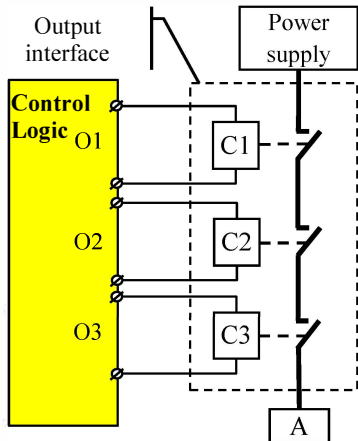 Output
interface
Power
supply
Control
Logic
O1
C1
O2
C2
O3
C3
A